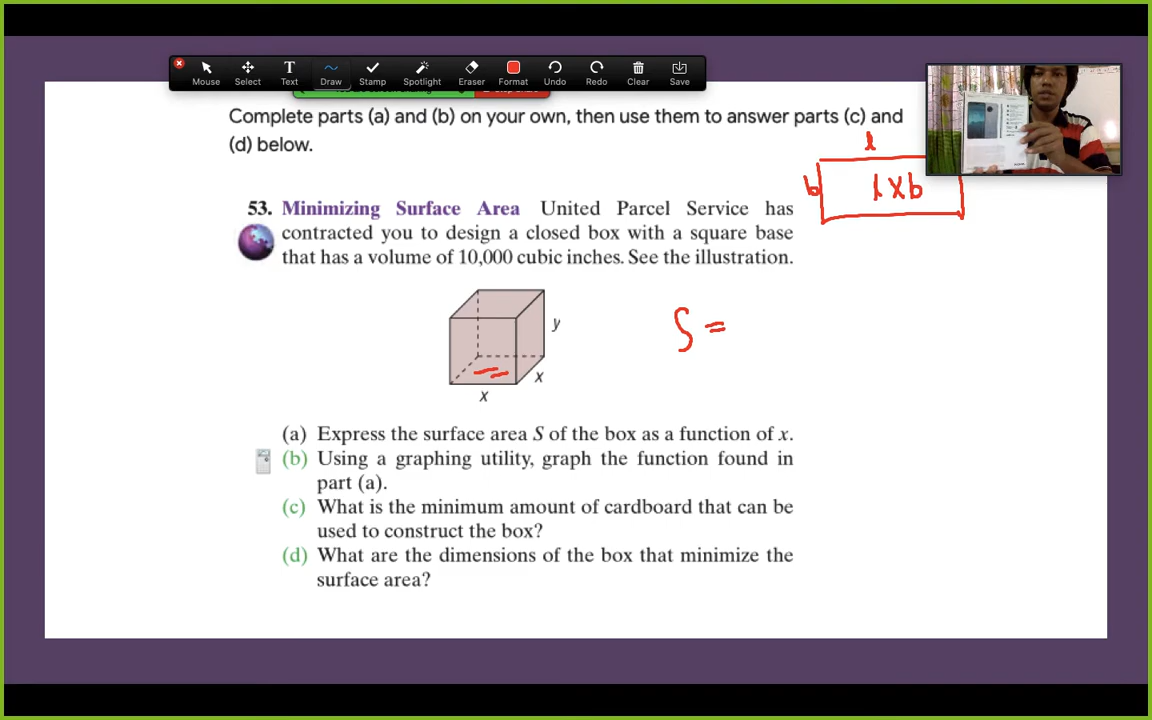 Mouse Select Text Draw Stamp Spotlight Eraser Format Undo Redo Clear Save
Complete parts (a) and (b) on your own, then use them to answer parts (c) and
(d) below.
l
b
l×b
53. Minimizing Surface Area United Parcel Service has
contracted you to design a closed box with a square base
that has a volume of 10,000 cubic inches. See the illustration.
y
x
x
S =
(a) Express the surface area S of the box as a function of x.
(b) Using a graphing utility, graph the function found in
part (a).
(c) What is the minimum amount of cardboard that can be
used to construct the box?
(d) What are the dimensions of the box that minimize the
surface area?